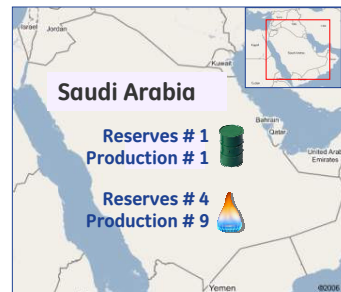 Israel
Jordan
Kuwait
Saudi Arabia
Bahrain
Qatar
Reserves # 1
Production # 1
United Arab
Emirates
Reserves # 4
Production # 9
Yemen
©2006